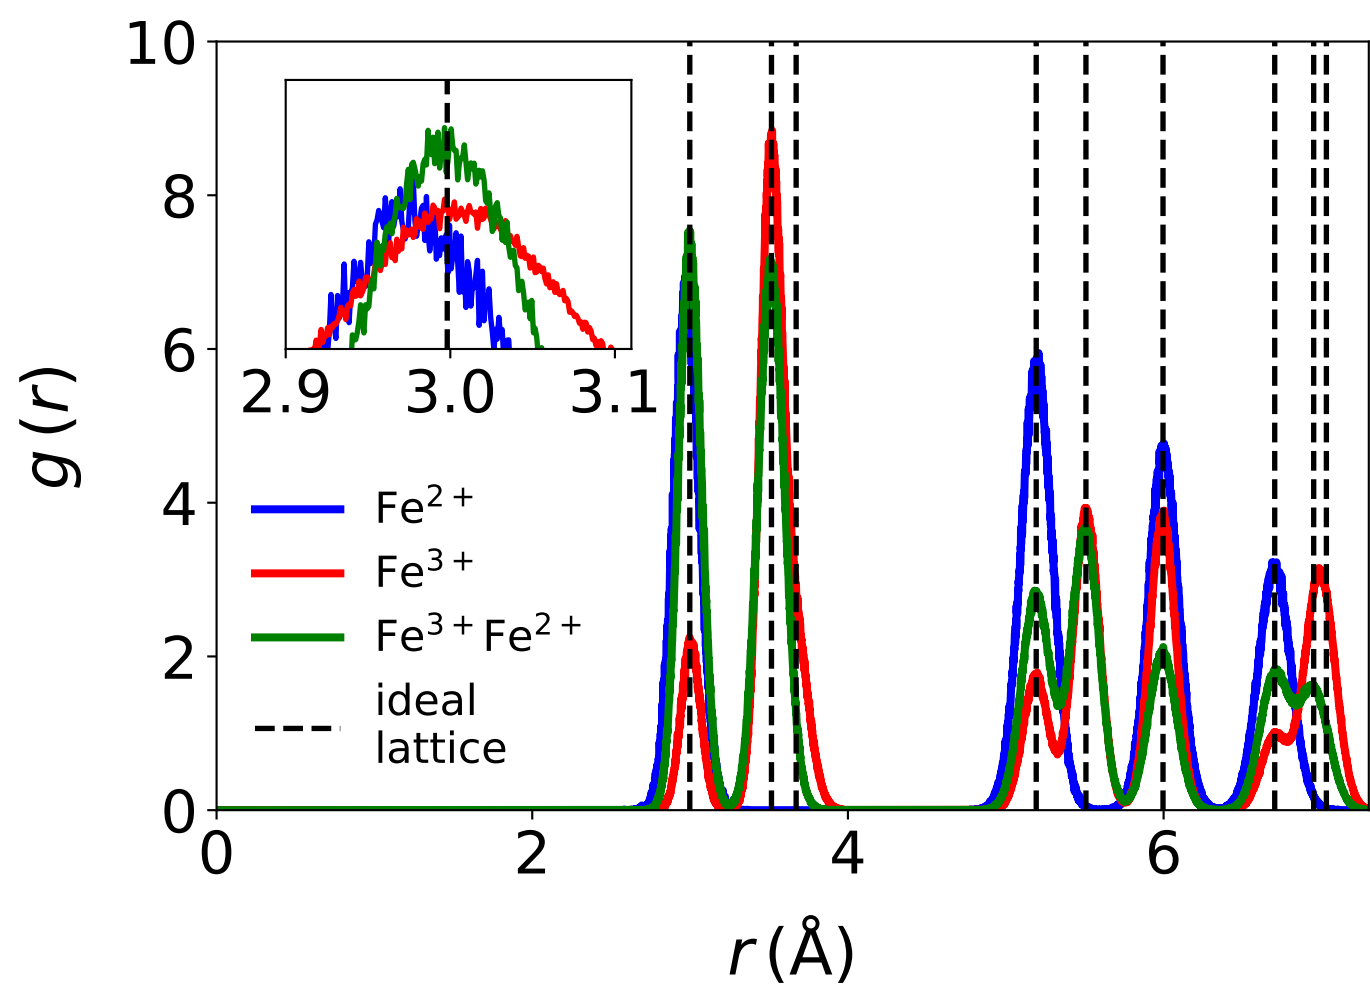 10
8
6
4
2
0
g (r)
2.9 3.0 3.1
Fe²⁺
Fe³⁺
Fe³⁺Fe²⁺
ideal
lattice
0 2 4 6
r (Å)